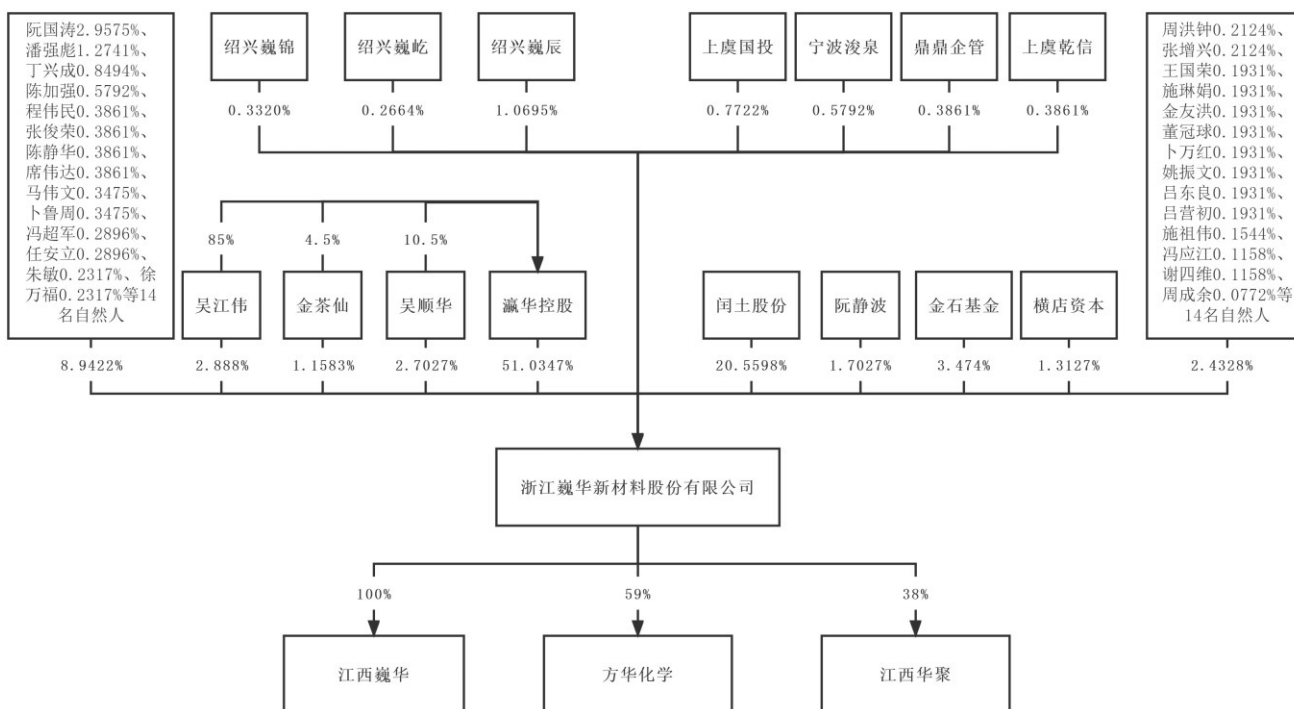 阮国涛2.9575%、
潘强彪1.2741%、
丁兴成0.8494%、
陈加强0.5792%、
程伟民0.3861%、
张俊荣0.3861%、
陈静华0.3861%、
席伟达0.3861%、
马伟文0.3475%、
卜鲁周0.3475%、
冯超军0.2896%、
任安立0.2896%、
朱敏0.2317%、徐
万福0.2317%等14
名自然人
绍兴巍锦
绍兴巍屹
绍兴巍辰
上虞国投
宁波浚泉
鼎鼎企管
上虞乾信
0.3320%
0.2664%
1.0695%
0.7722%
0.5792%
0.3861%
0.3861%
周洪钟0.2124%、
张增兴0.2124%、
王国荣0.1931%、
施琳娟0.1931%、
金友洪0.1931%、
董冠球0.1931%、
卜万红0.1931%、
姚振文0.1931%、
吕东良0.1931%、
吕营初0.1931%、
施祖伟0.1544%、
冯应江0.1158%、
谢四维0.1158%、
周成余0.0772%等
14名自然人
85%
4.5%
10.5%
吴江伟
金茶仙
吴顺华
瀛华控股
闰土股份
阮静波
金石基金
横店资本
8.9422%
2.888%
1.1583%
2.7027%
51.0347%
20.5598%
1.7027%
3.474%
1.3127%
2.4328%
浙江巍华新材料股份有限公司
100%
59%
38%
江西巍华
方华化学
江西华聚